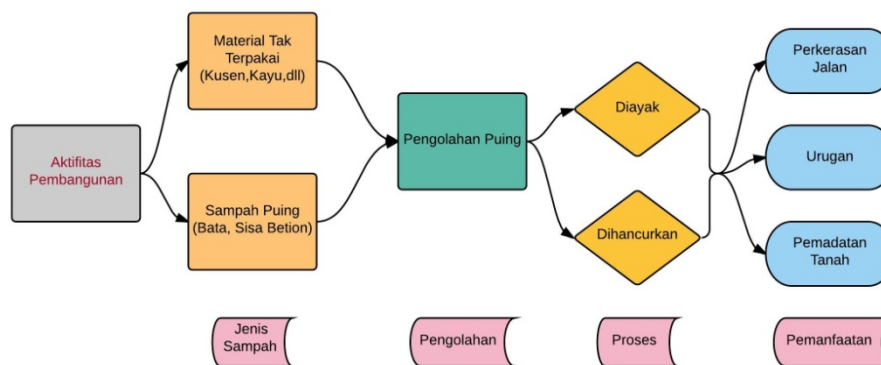 Aktifitas
Pembangunan
Material Tak
Terpakai
(Kusen,Kayu,dll)
Sampah Puing
(Bata, Sisa Betion)
Pengolahan Puing
Diayak
Dihancurkan
Perkerasan
Jalan
Urugan
Pemadatan
Tanah
Jenis
Sampah
Pengolahan
Proses
Pemanfaatan